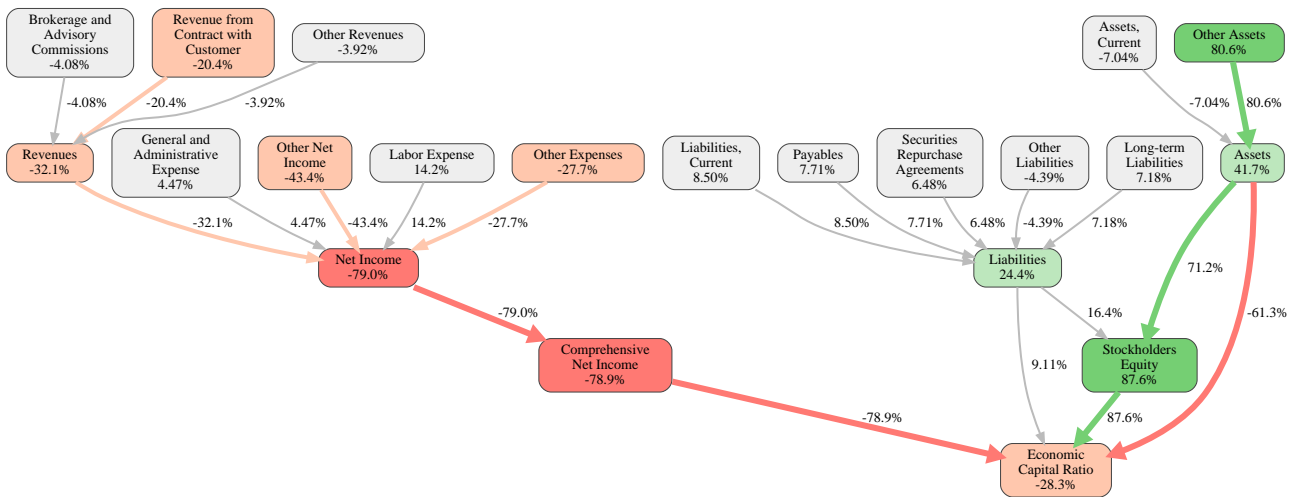 Brokerage and
Advisory
Commissions
-4.08%
Revenue from
Contract with
Customer
-20.4%
Other Revenues
-3.92%
Assets,
Current
-7.04%
Other Assets
80.6%
-4.08%
-20.4%
-3.92%
-7.04%
80.6%
Revenues
-32.1%
General and
Administrative
Expense
4.47%
Other Net
Income
-43.4%
Labor Expense
14.2%
Other Expenses
-27.7%
Liabilities,
Current
8.50%
Payables
7.71%
Securities
Repurchase
Agreements
6.48%
Other
Liabilities
-4.39%
Long-term
Liabilities
7.18%
Assets
41.7%
-32.1%
4.47%
-43.4%
14.2%
-27.7%
8.50%
7.71%
6.48%
-4.39%
7.18%
Net Income
-79.0%
Liabilities
24.4%
71.2%
-79.0%
16.4%
-61.3%
Comprehensive
Net Income
-78.9%
9.11%
Stockholders
Equity
87.6%
-78.9%
87.6%
Economic
Capital Ratio
-28.3%